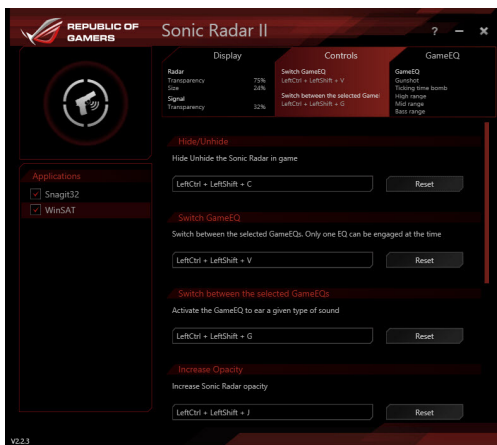 REPUBLIC OF
GAMERS
Sonic Radar II
? – x
Display
Radar
Transparency 75%
Size 24%
Signal
Transparency 32%
Controls
Switch GameEQ
LeftCtrl + LeftShift + V
Switch between the selected Game:
LeftCtrl + LeftShift + G
GameEQ
GameEQ
Gunshot
Ticking time bomb
High range
Mid range
Bass range
Applications
Snagit32
WinSAT
Hide/Unhide
Hide Unhide the Sonic Radar in game
LeftCtrl + LeftShift + C Reset
Switch GameEQ
Switch between the selected GameEQs. Only one EQ can be engaged at the time
LeftCtrl + LeftShift + V Reset
Switch between the selected GameEQs
Activate the GameEQ to ear a given type of sound
LeftCtrl + LeftShift + G Reset
Increase Opacity
Increase Sonic Radar opacity
LeftCtrl + LeftShift + J Reset
V2.2.3